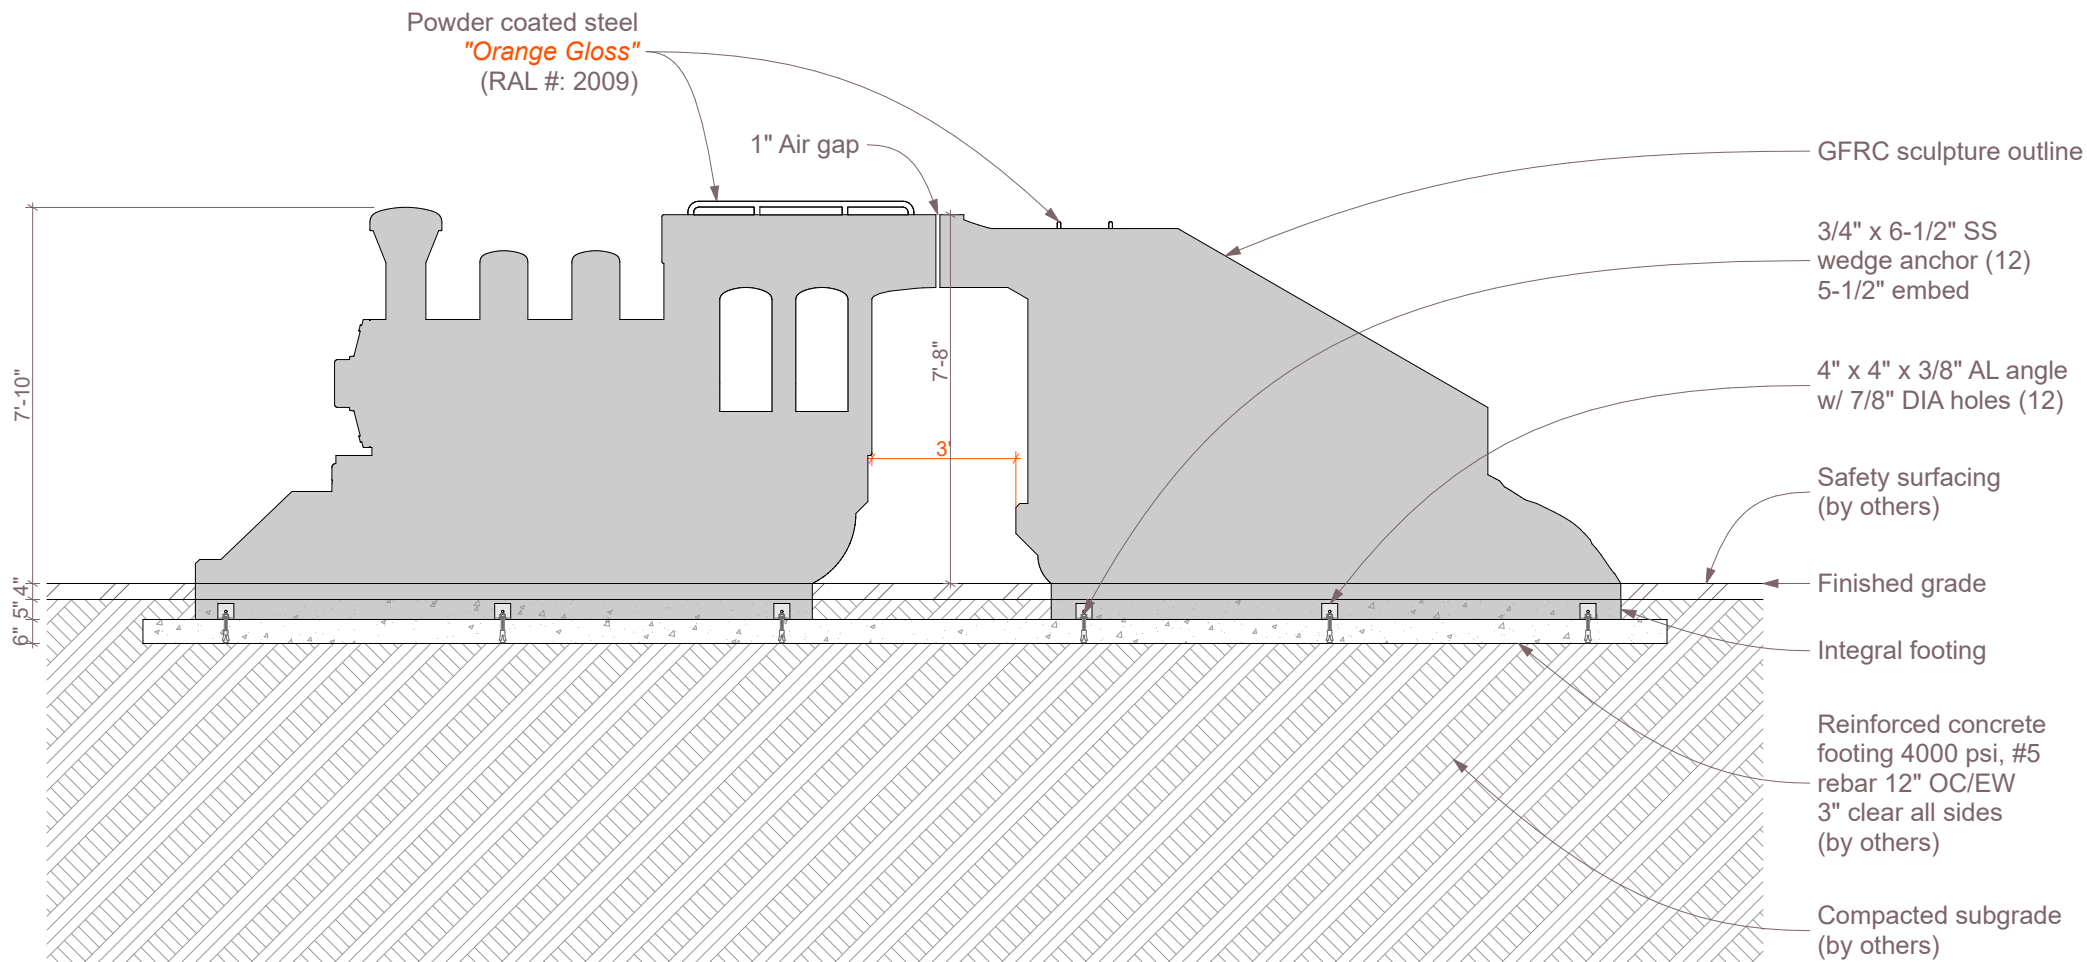 Powder coated steel
"Orange Gloss"
(RAL #: 2009)
1" Air gap
GFRC sculpture outline
3/4" x 6-1/2" SS
wedge anchor (12)
5-1/2" embed
4" x 4" x 3/8" AL angle
w/ 7/8" DIA holes (12)
Safety surfacing
(by others)
Finished grade
Integral footing
Reinforced concrete
footing 4000 psi, #5
rebar 12" OC/EW
3" clear all sides
(by others)
Compacted subgrade
(by others)
7'-10"
4"
5"
6"
7'-8"
3'